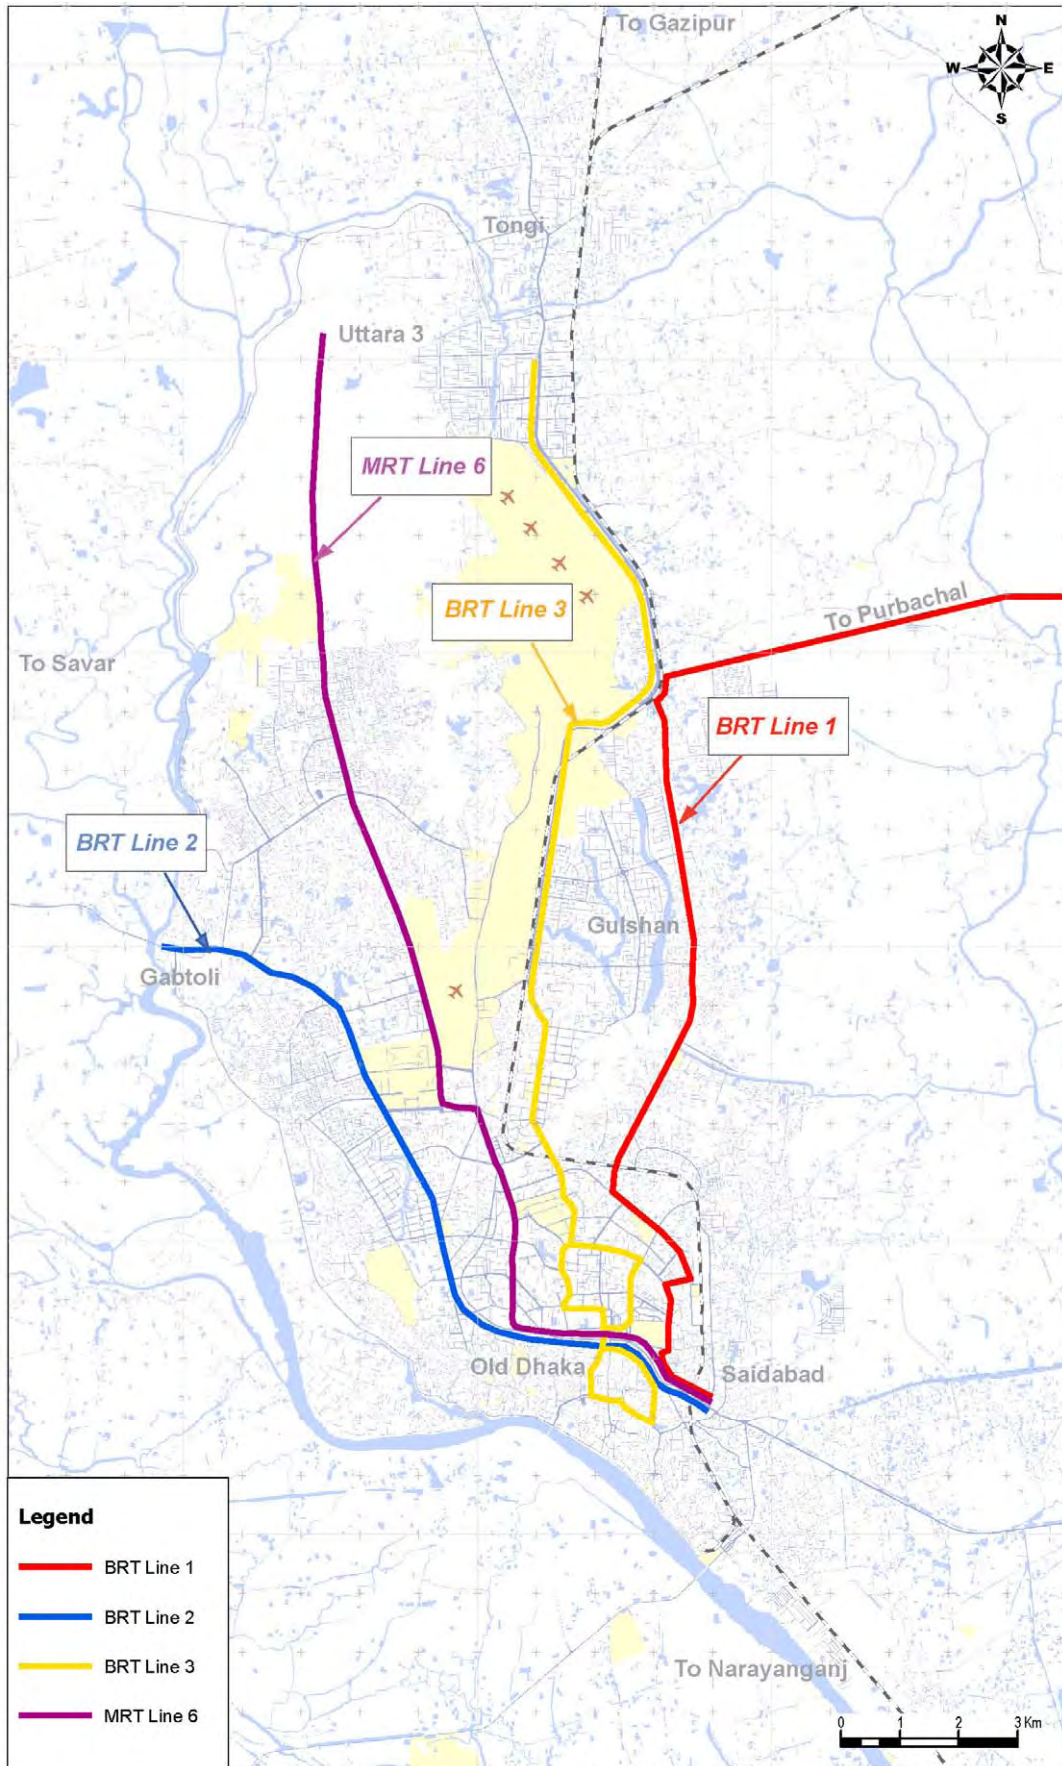 To Gazipur
N
W
E
S
Tongi
Uttara 3
MRT Line 6
BRT Line 3
To Purbachal
To Savar
BRT Line 1
BRT Line 2
Gulshan
Gabtoli
Old Dhaka
Saidabad
Legend
BRT Line 1
BRT Line 2
BRT Line 3
MRT Line 6
To Narayanganj
0 1 2 3 Km